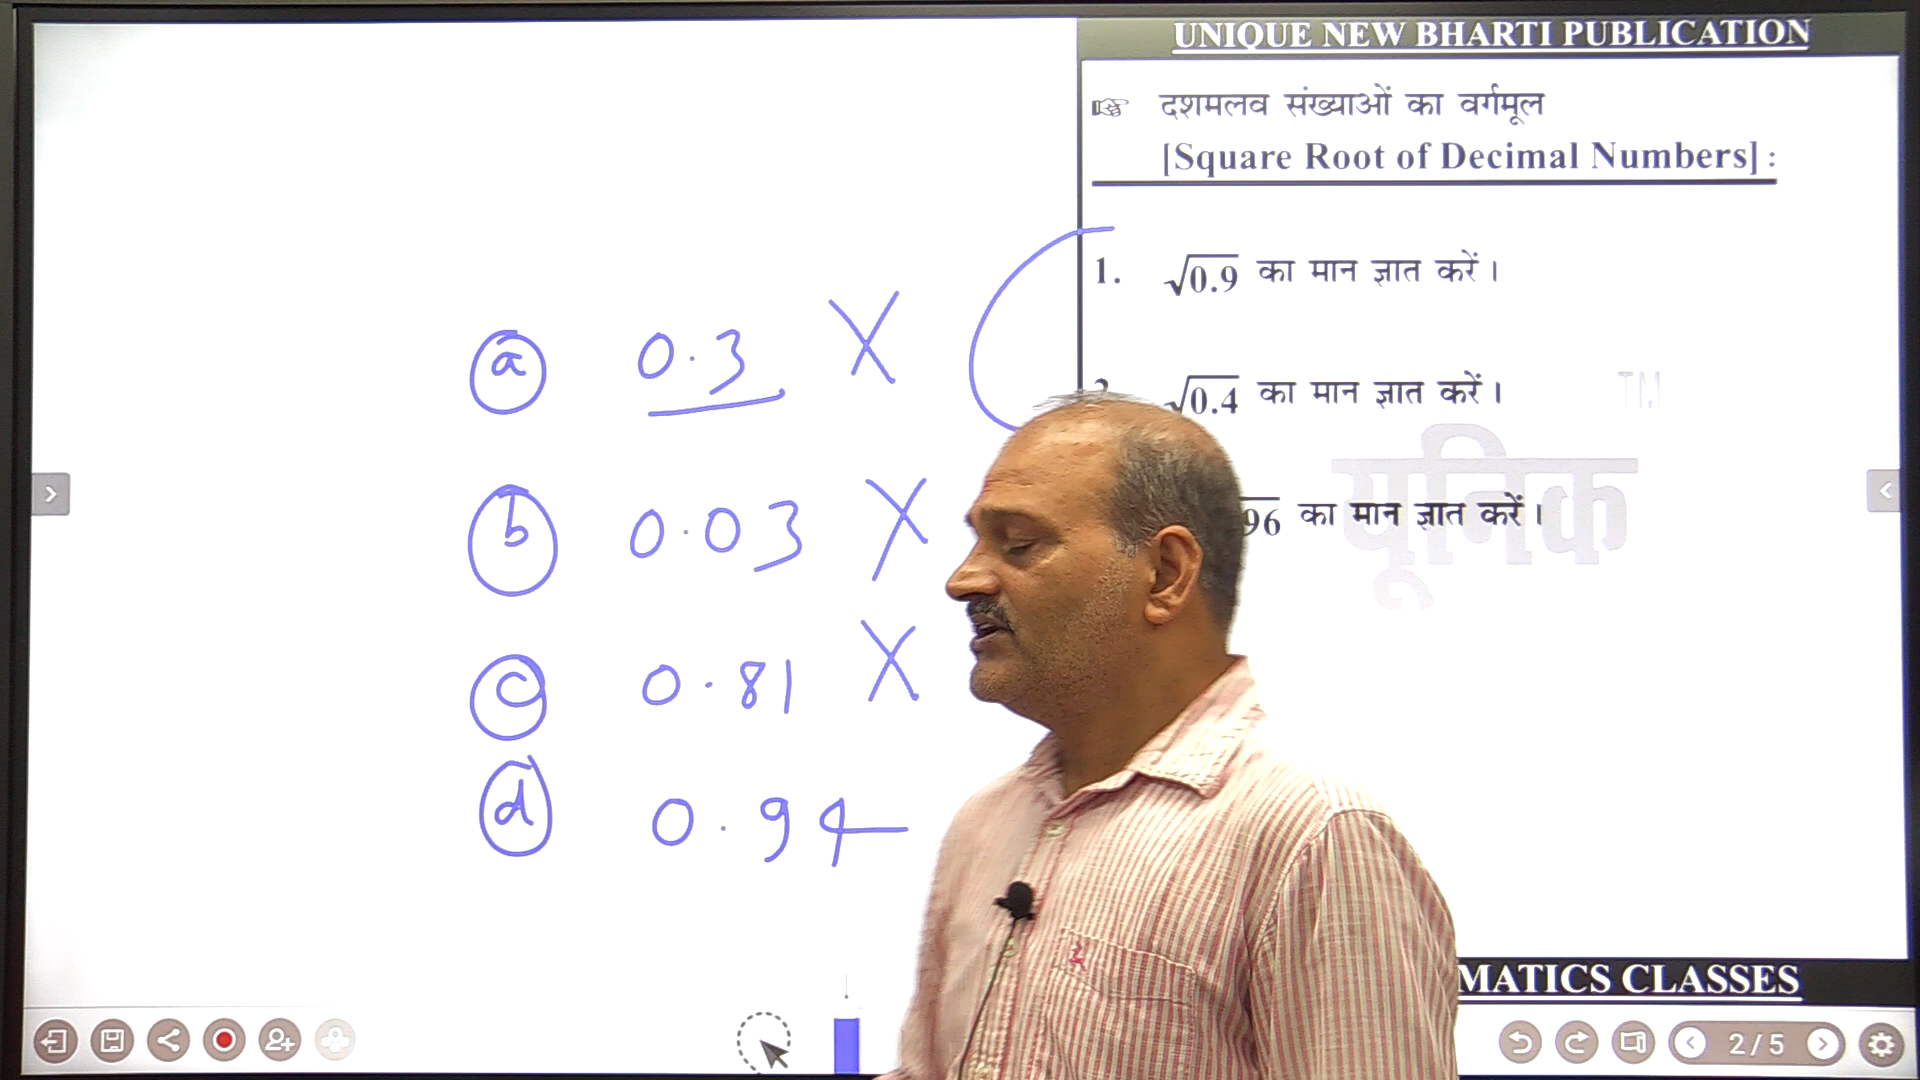 UNIQUE NEW BHARTI PUBLICATION
दशमलव संख्याओं का वर्गमूल
[Square Root of Decimal Numbers] :
1. √0.9 का मान ज्ञात करें।
√0.4 का मान ज्ञात करें।
96 का मान ज्ञात करें।
TM
यूनिक
a 0.3 X
b 0.03 X
c 0.81 X
d 0.94
MATICS CLASSES
2/5